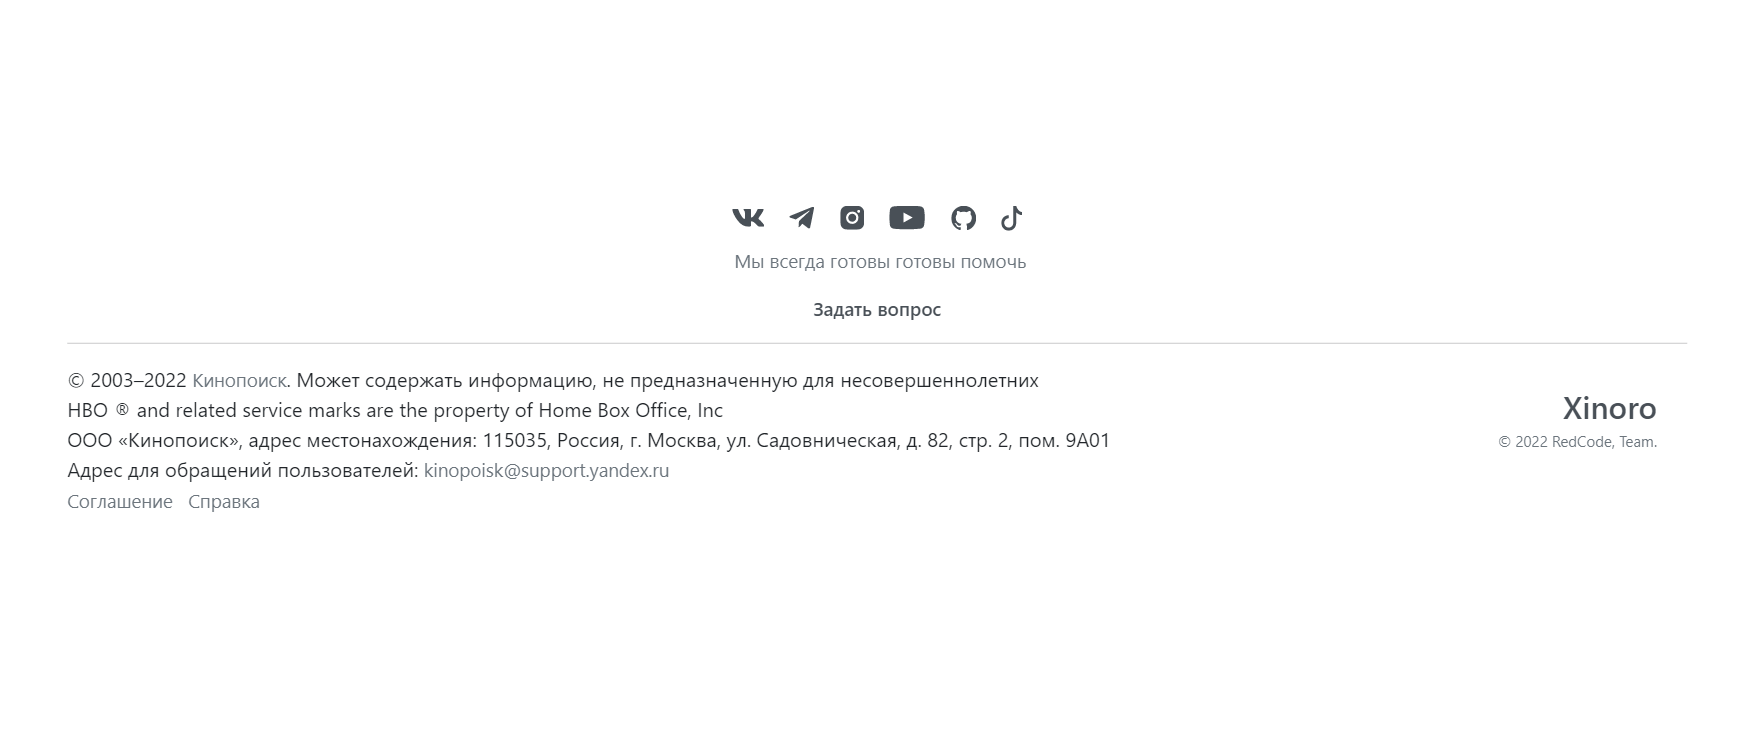 Мы всегда готовы готовы помочь
Задать вопрос
© 2003–2022 Кинопоиск. Может содержать информацию, не предназначенную для несовершеннолетних
HBO ® and related service marks are the property of Home Box Office, Inc
ООО «Кинопоиск», адрес местонахождения: 115035, Россия, г. Москва, ул. Садовническая, д. 82, стр. 2, пом. 9А01
Адрес для обращений пользователей: kinopoisk@support.yandex.ru
Соглашение Справка
Xinoro
© 2022 RedCode, Team.